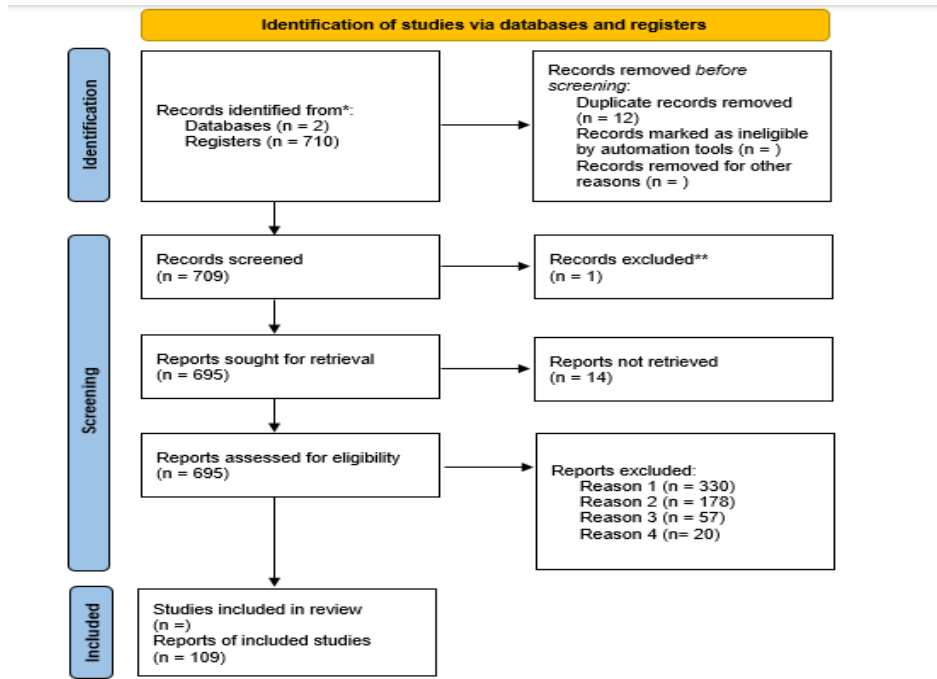 Identification of studies via databases and registers
Identification
Records identified from*:
Databases (n = 2)
Registers (n = 710)
Records removed before
screening:
Duplicate records removed
(n = 12)
Records marked as ineligible
by automation tools (n = )
Records removed for other
reasons (n = )
Screening
Records screened
(n = 709)
Records excluded**
(n = 1)
Reports sought for retrieval
(n = 695)
Reports not retrieved
(n = 14)
Reports assessed for eligibility
(n = 695)
Reports excluded:
Reason 1 (n = 330)
Reason 2 (n = 178)
Reason 3 (n = 57)
Reason 4 (n= 20)
Included
Studies included in review
(n =)
Reports of included studies
(n = 109)